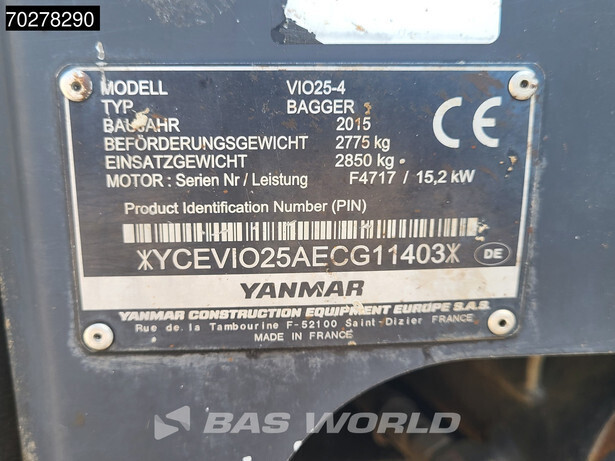 70278290
MODELL VIO25-4
TYP BAGGER
BAUJAHR 2015
BEFÖRDERUNGSGEWICHT 2775 kg
EINSATZGEWICHT 2850 kg
MOTOR : Serien Nr / Leistung F4717 / 15,2 kW
CE
Product Identification Number (PIN)
*YCEVIO25AECG11403*
DE
YANMAR
YANMAR CONSTRUCTION EQUIPMENT EUROPE S.A.S.
Rue de la Tambourine F-52100 Saint-Dizier FRANCE
MADE IN FRANCE
BAS WORLD